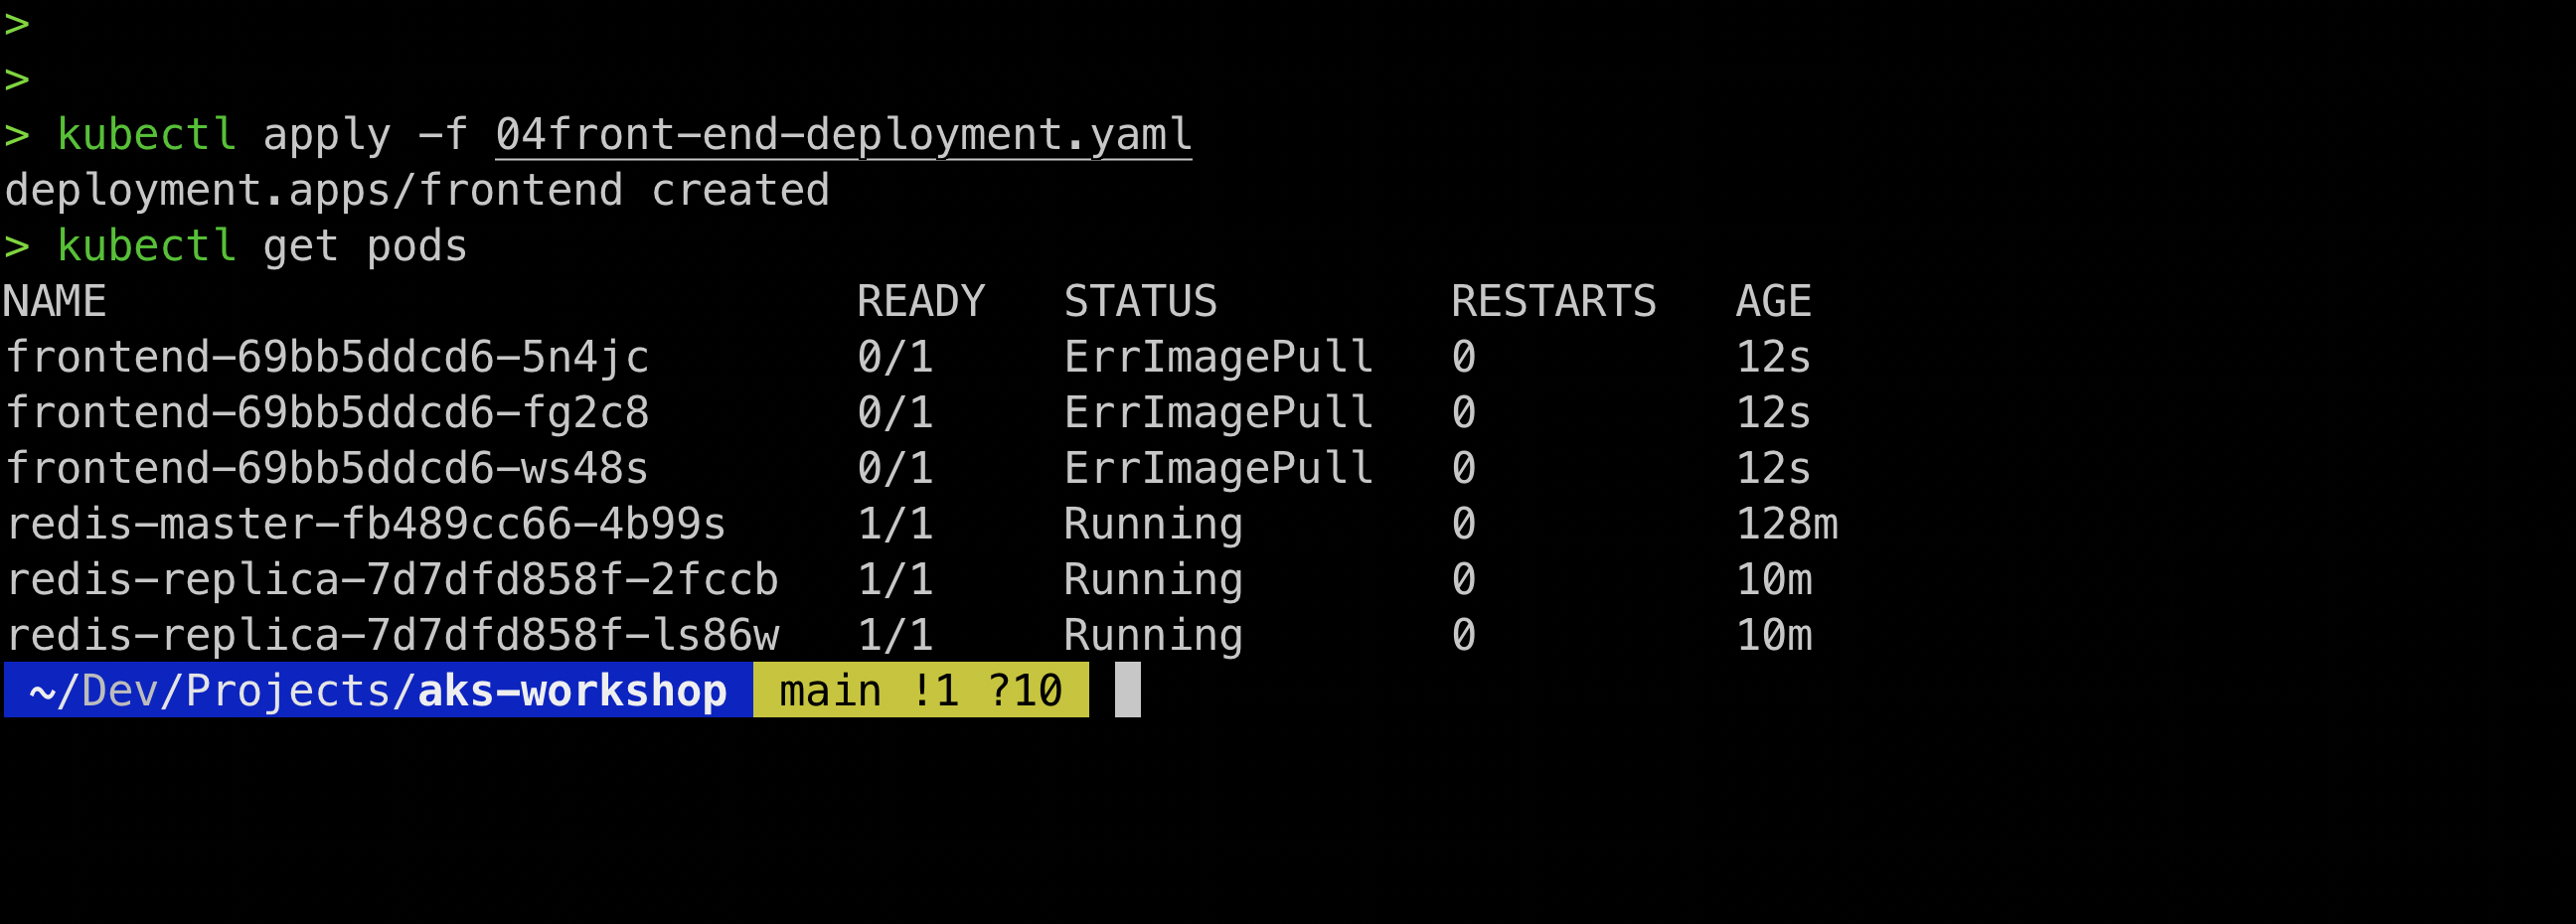 >
>
> kubectl apply -f 04front-end-deployment.yaml
deployment.apps/frontend created
> kubectl get pods
NAME                             READY   STATUS         RESTARTS   AGE
frontend-69bb5ddcd6-5n4jc        0/1     ErrImagePull   0          12s
frontend-69bb5ddcd6-fg2c8        0/1     ErrImagePull   0          12s
frontend-69bb5ddcd6-ws48s        0/1     ErrImagePull   0          12s
redis-master-fb489cc66-4b99s     1/1     Running        0          128m
redis-replica-7d7dfd858f-2fccb   1/1     Running        0          10m
redis-replica-7d7dfd858f-ls86w   1/1     Running        0          10m
~/Dev/Projects/aks-workshop  main !1 ?10